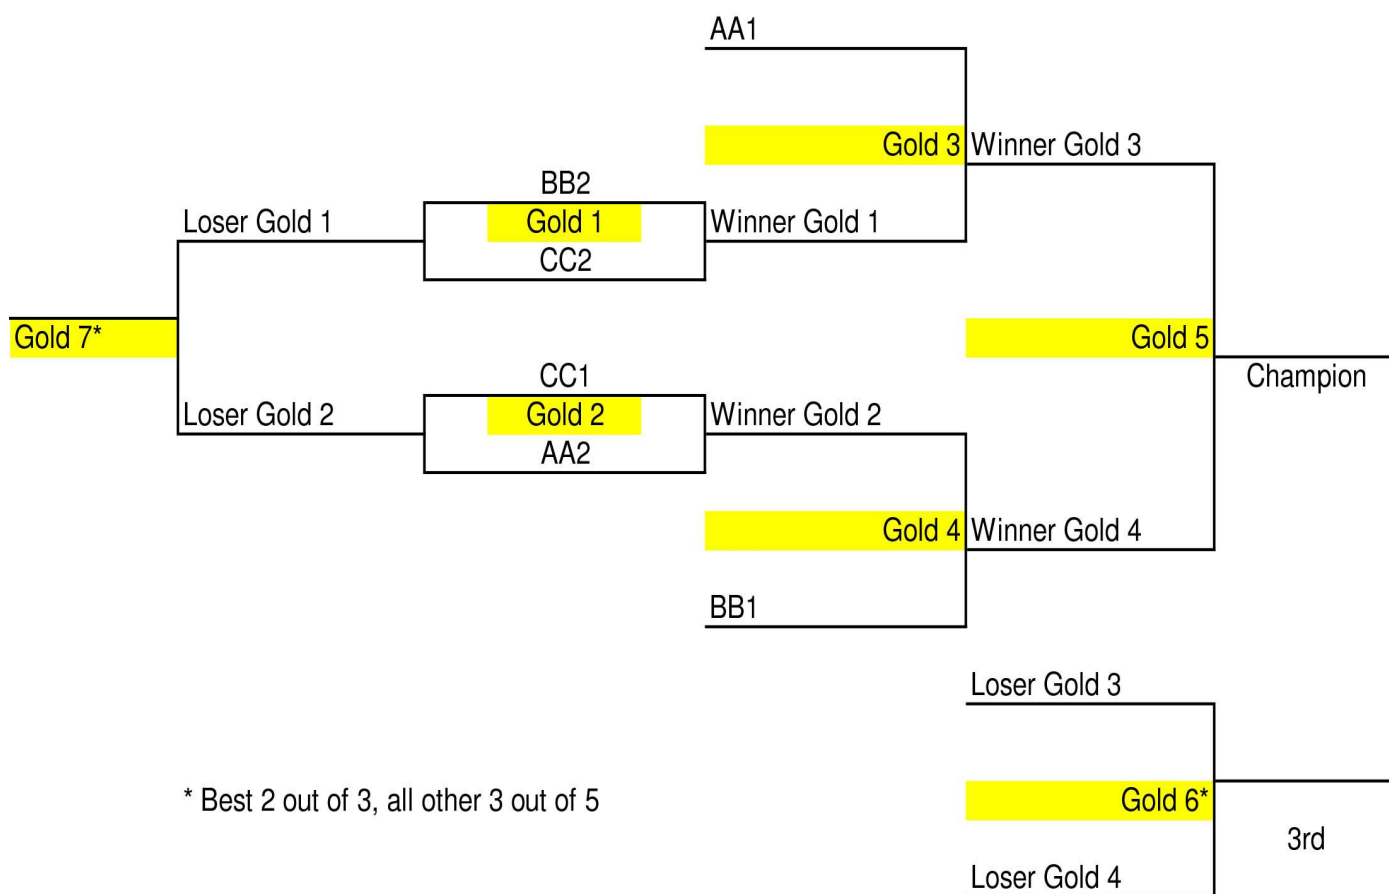 AA1
Gold 3 Winner Gold 3
BB2
Loser Gold 1 Gold 1 Winner Gold 1
CC2
Gold 7* Gold 5
CC1 Champion
Loser Gold 2 Gold 2 Winner Gold 2
AA2
Gold 4 Winner Gold 4
BB1
Loser Gold 3
* Best 2 out of 3, all other 3 out of 5 Gold 6*
3rd
Loser Gold 4